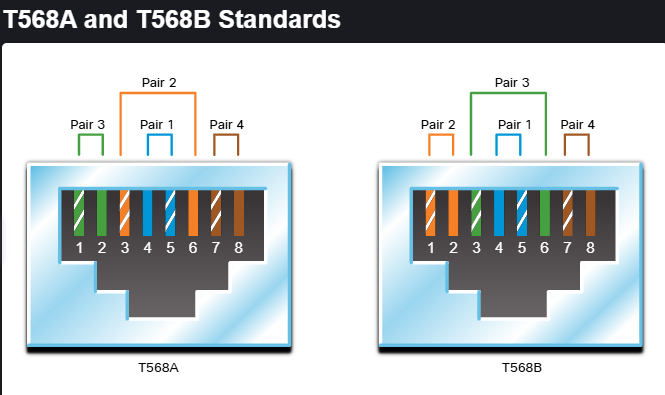 T568A and T568B Standards
Pair 2
Pair 3 Pair 1 Pair 4
1 2 3 4 5 6 7 8
T568A
Pair 3
Pair 2 Pair 1 Pair 4
1 2 3 4 5 6 7 8
T568B